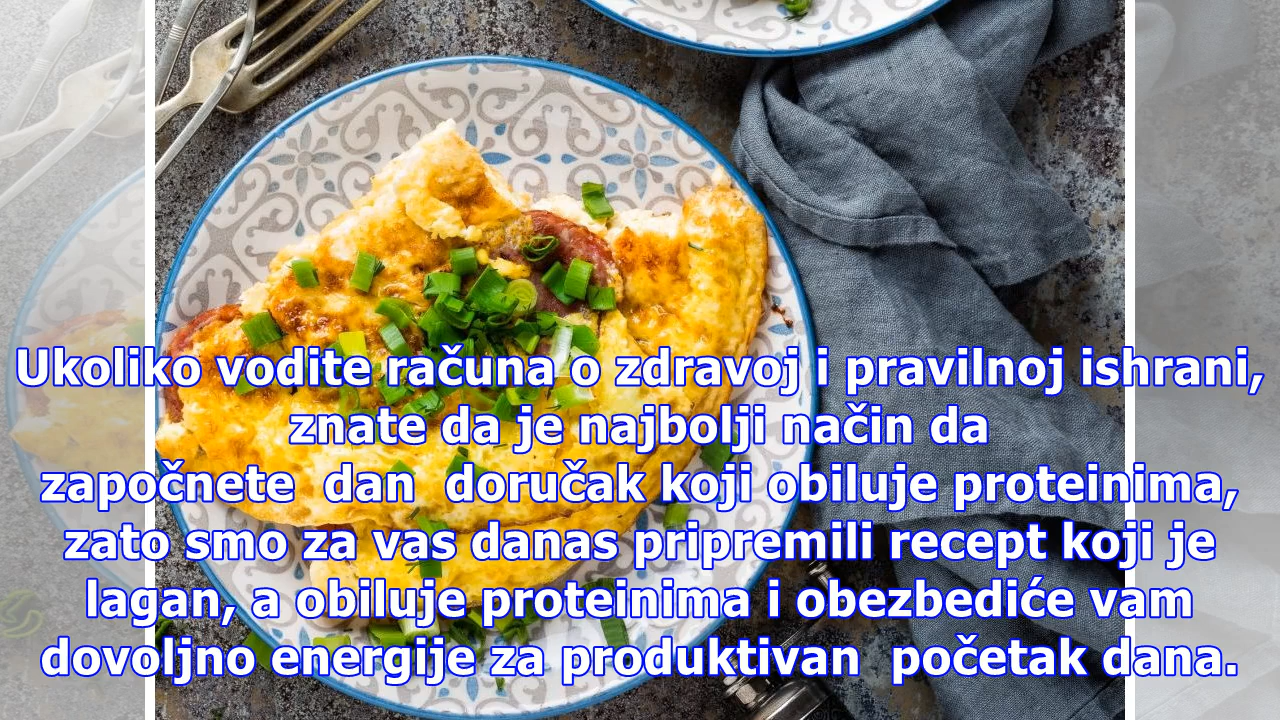 Ukoliko vodite računa o zdravoj i pravilnoj ishrani,
znate da je najbolji način da
započnete  dan  doručak koji obiluje proteinima,
zato smo za vas danas pripremili recept koji je
lagan, a obiluje proteinima i obezbediće vam
dovoljno energije za produktivan  početak dana.